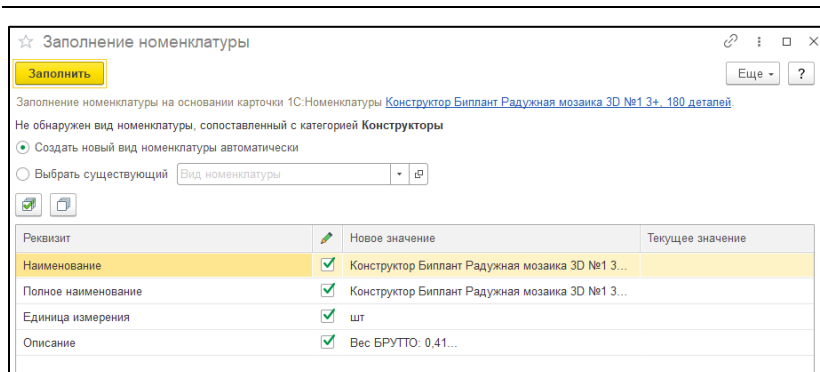 Заполнение номенклатуры
Заполнить
Еще
?
Заполнение номенклатуры на основании карточки 1С:Номенклатуры Конструктор Биплант Радужная мозаика 3D №1 3+, 180 деталей.
Не обнаружен вид номенклатуры, сопоставленный с категорией Конструкторы
Создать новый вид номенклатуры автоматически
Выбрать существующий Вид номенклатуры
Реквизит Новое значение Текущее значение
Наименование Конструктор Биплант Радужная мозаика 3D №1 3...
Полное наименование Конструктор Биплант Радужная мозаика 3D №1 3...
Единица измерения шт
Описание Вес БРУТТО: 0,41...